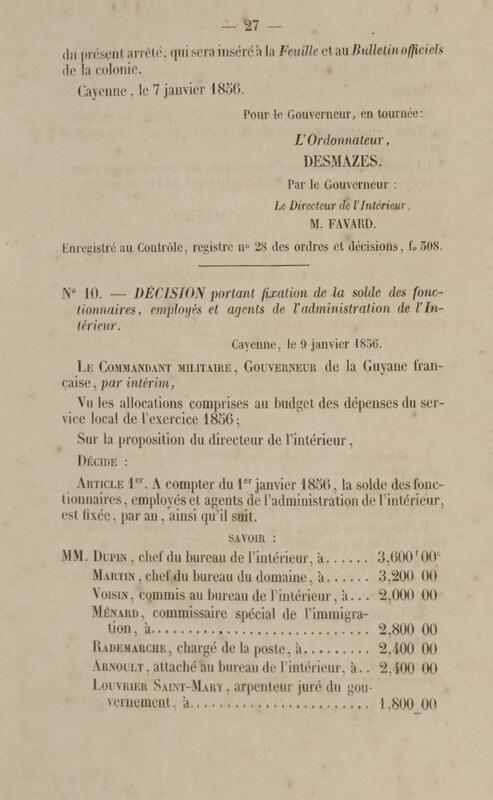 — 27 —
du présent arrêté, qui sera inséré à la Feuille et au Bulletin officiels
de la colonie.
Cayenne, le 7 janvier 1856.
Pour le Gouverneur, en tournée:
L'Ordonnateur,
DESMAZES.
Par le Gouverneur :
Le Directeur de l'Intérieur,
M. FAVARD.
Enregistré au Contrôle, registre n° 28 des ordres et décisions, fo 508.
N° 10. — DÉCISION portant fixation de la solde des fonc-
tionnaires, employés et agents de l'administration de l'In-
térieur.
Cayenne, le 9 janvier 1856.
LE COMMANDANT MILITAIRE, GOUVERNEUR de la Guyane fran-
çaise, par intérim,
Vu les allocations comprises au budget des dépenses du ser-
vice local de l'exercice 1856;
Sur la proposition du directeur de l'intérieur,
DÉCIDE :
ARTICLE 1er. A compter du 1er janvier 1856, la solde des fonc-
tionnaires, employés et agents de l'administration de l'intérieur,
est fixée, par an, ainsi qu'il suit.
SAVOIR :
MM. DUPIN, chef du bureau de l'intérieur, à...... 3,600f 00c
MARTIN, chef du bureau du domaine, à...... 3,200 00
VOISIN, commis au bureau de l'intérieur, à... 2,000 00
MÉNARD, commissaire spécial de l'immigra-
tion, à.............................. 2,800 00
RADEMARCHE, chargé de la poste, à......... 2,400 00
ARNOULT, attaché au bureau de l'intérieur, à.. 2,400 00
LOUVRIER SAINT-MARY, arpenteur juré du gou-
vernement, à......................... 1,800 00